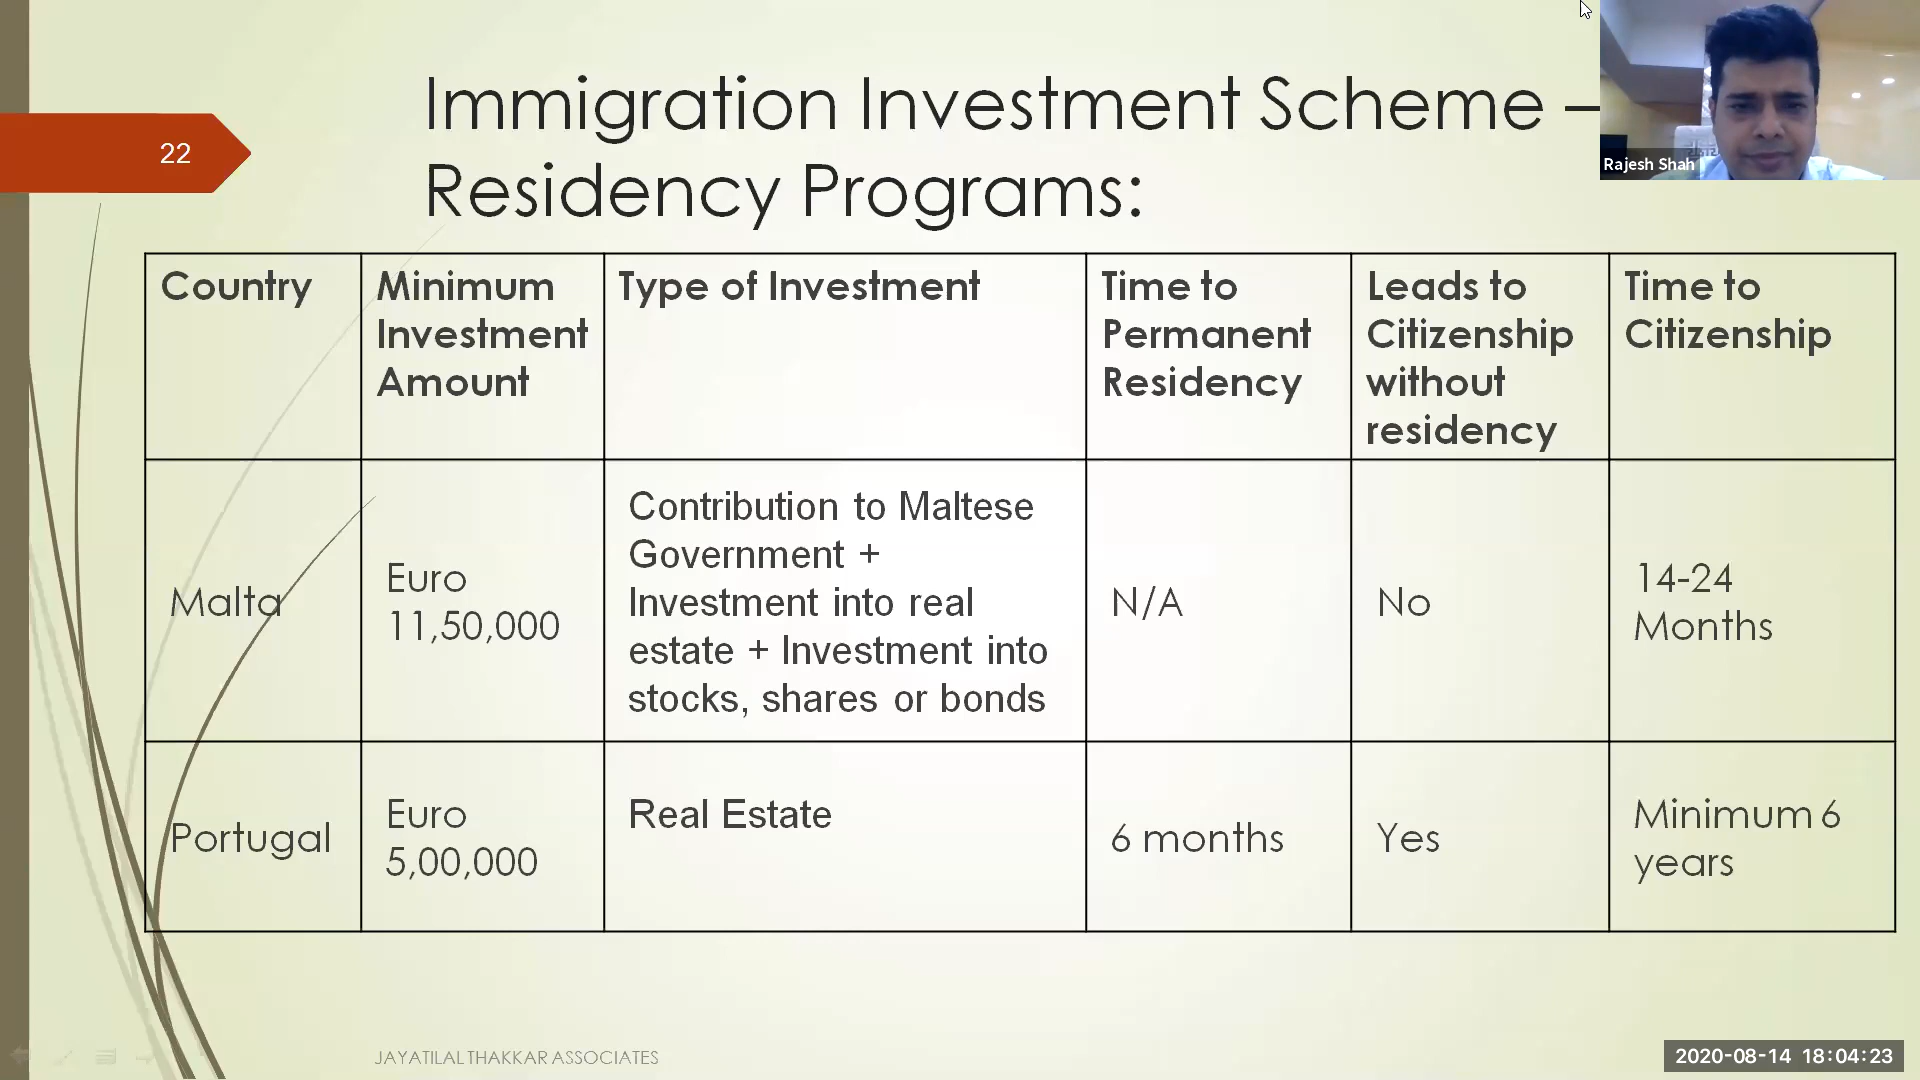 22
Immigration Investment Scheme –
Residency Programs:
Rajesh Shah
Country
Minimum
Investment
Amount
Type of Investment
Time to
Permanent
Residency
Leads to
Citizenship
without
residency
Time to
Citizenship
Malta
Euro
11,50,000
Contribution to Maltese
Government +
Investment into real
estate + Investment into
stocks, shares or bonds
N/A
No
14-24
Months
Portugal
Euro
5,00,000
Real Estate
6 months
Yes
Minimum 6
years
JAYATILAL THAKKAR ASSOCIATES
2020-08-14 18:04:23